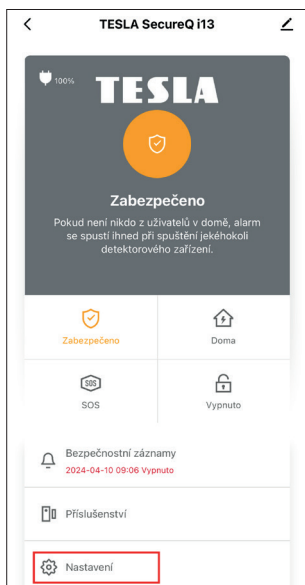 TESLA SecureQ i13
100%
TESLA
Zabezpečeno
Pokud není nikdo z uživatelů v domě, alarm
se spustí ihned při spuštění jekéhokoli
detektorového zařízení.
Zabezpečeno
Doma
SOS
SOS
Vypnuto
Bezpečnostní záznamy
2024-04-10 09:06 Vypnuto
Příslušenství
Nastavení